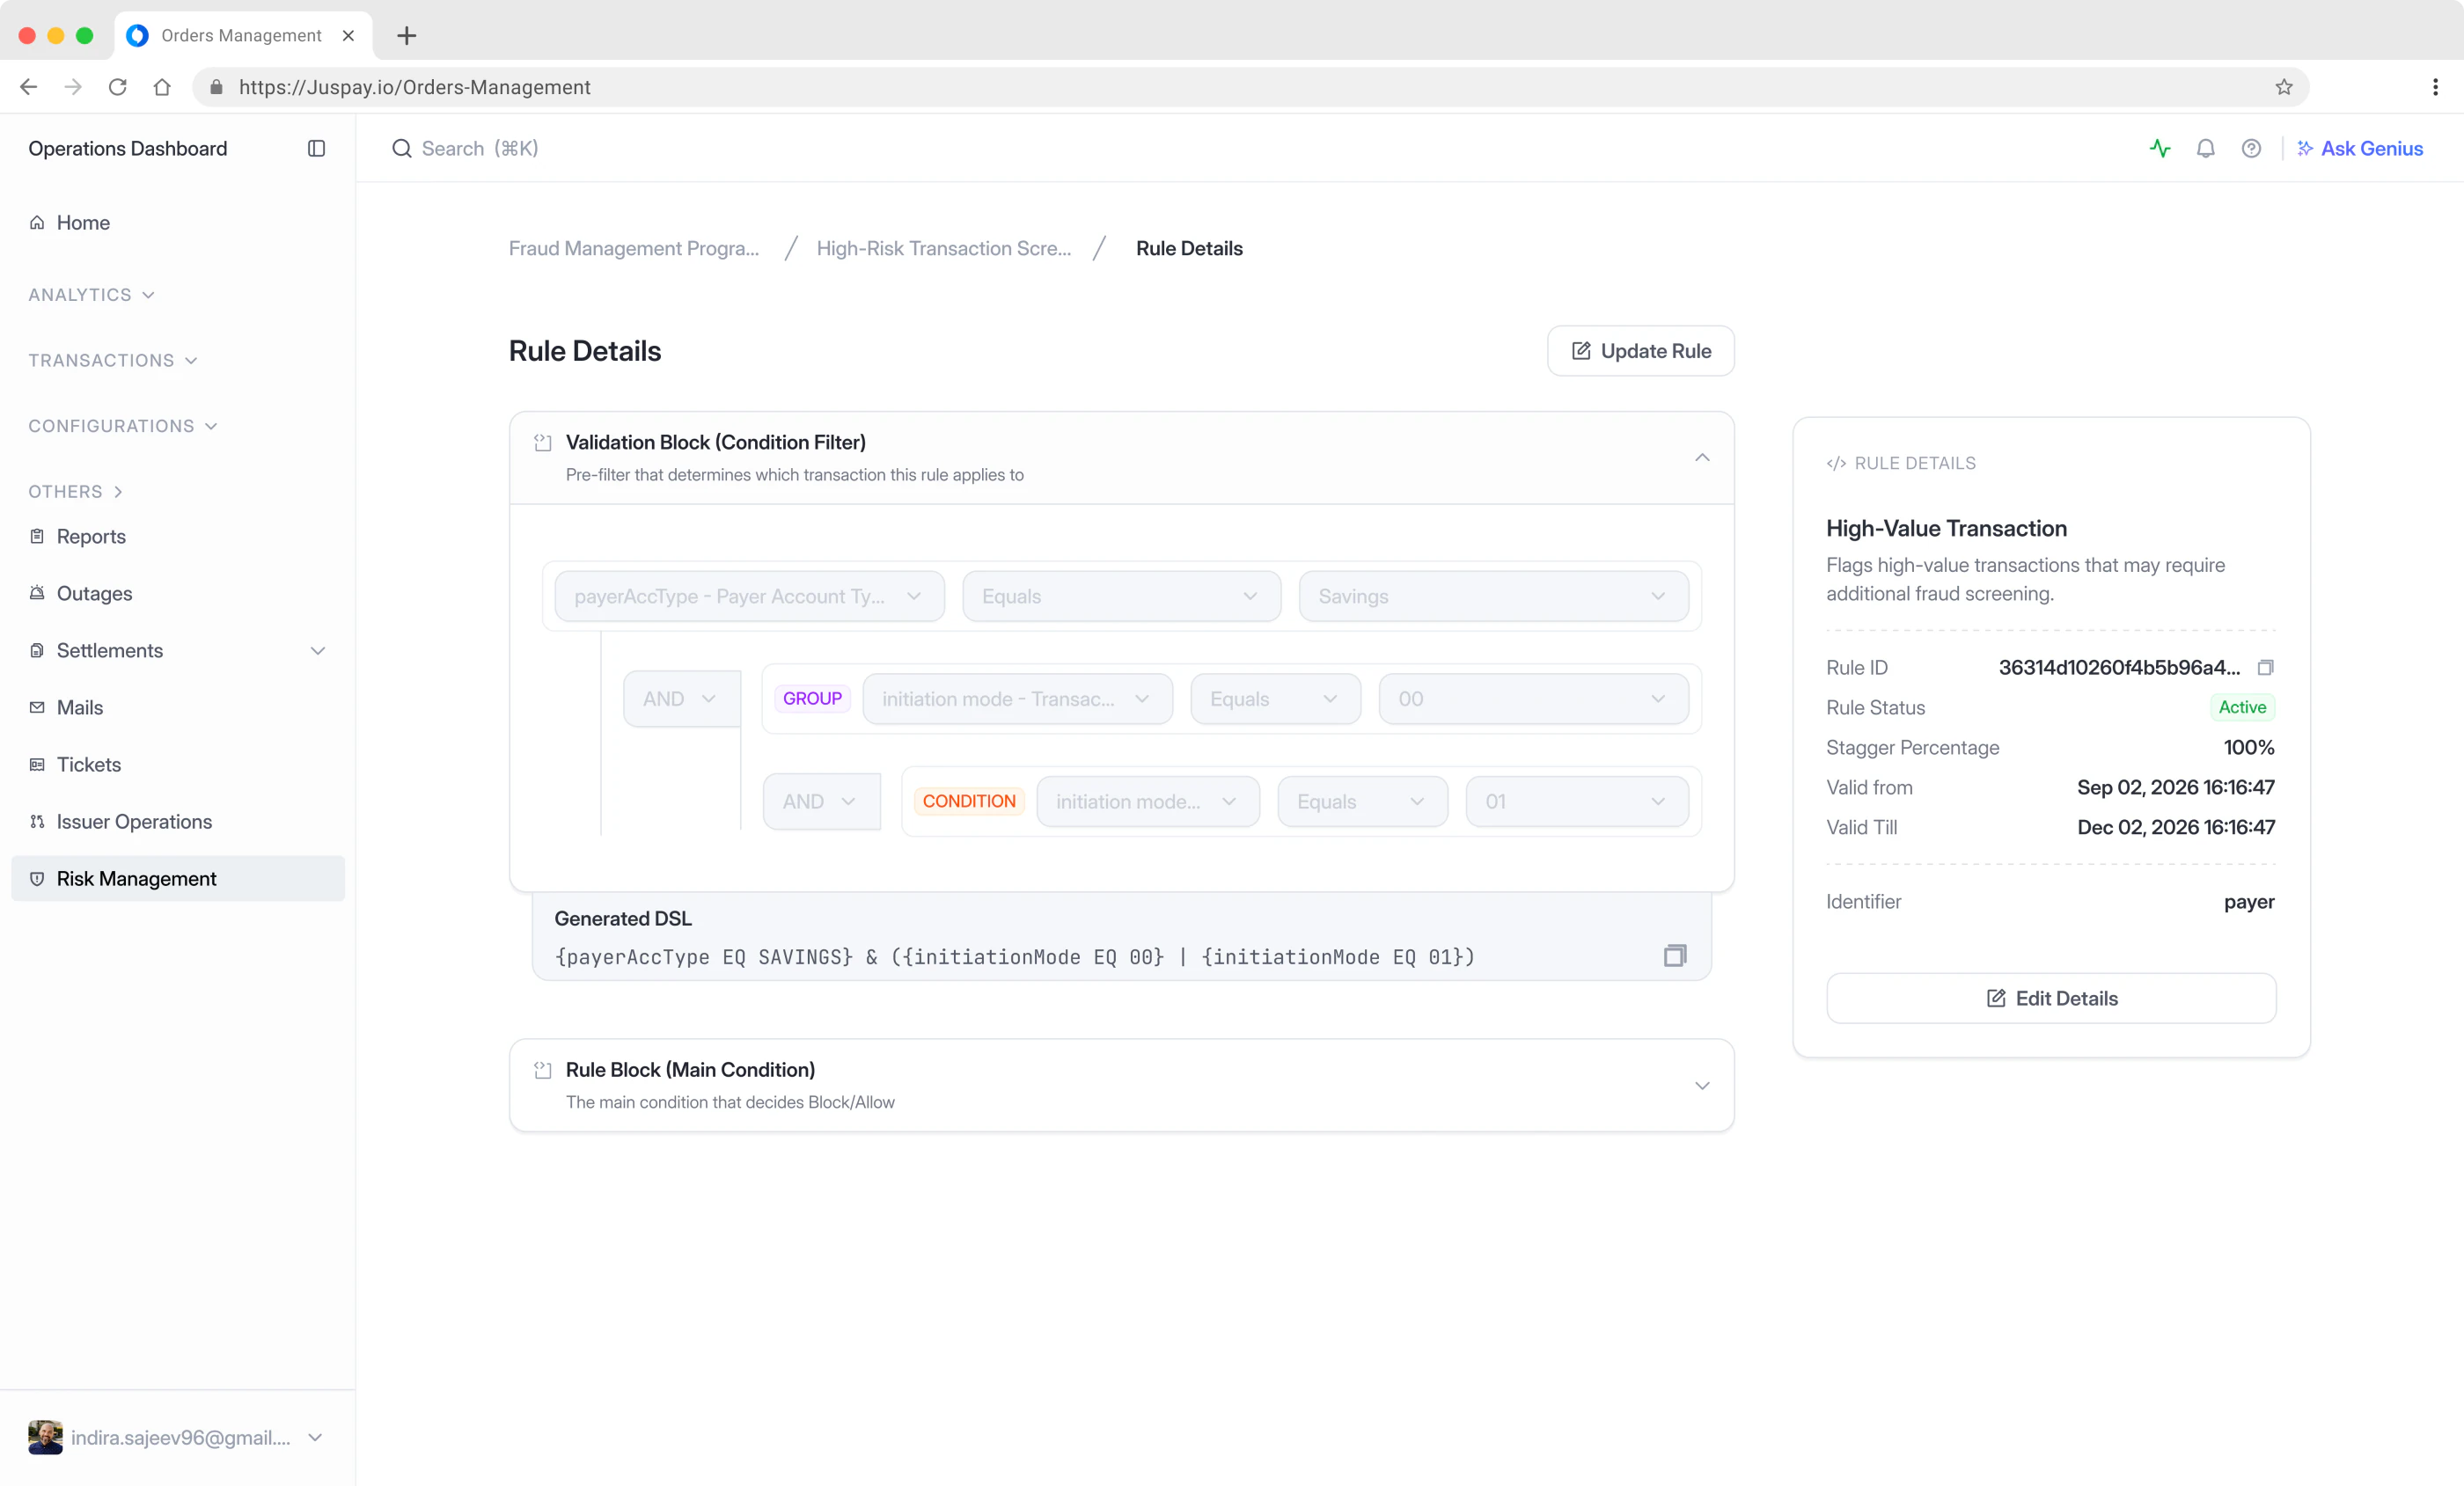 Orders Management
https://Juspay.io/Orders-Management
Operations Dashboard
Search (⌘K)
Ask Genius
Home
ANALYTICS
TRANSACTIONS
CONFIGURATIONS
OTHERS
Reports
Outages
Settlements
Mails
Tickets
Issuer Operations
Risk Management
indira.sajeev96@gmail....
Fraud Management Progra... / High-Risk Transaction Scre... / Rule Details
Rule Details
Update Rule
Validation Block (Condition Filter)
Pre-filter that determines which transaction this rule applies to
payerAccType - Payer Account Ty... Equals Savings
AND GROUP initiation mode - Transac... Equals 00
AND CONDITION initiation mode... Equals 01
Generated DSL
{payerAccType EQ SAVINGS} & ({initiationMode EQ 00} | {initiationMode EQ 01})
Rule Block (Main Condition)
The main condition that decides Block/Allow
</> RULE DETAILS
High-Value Transaction
Flags high-value transactions that may require
additional fraud screening.
Rule ID 36314d10260f4b5b96a4...
Rule Status Active
Stagger Percentage 100%
Valid from Sep 02, 2026 16:16:47
Valid Till Dec 02, 2026 16:16:47
Identifier payer
Edit Details